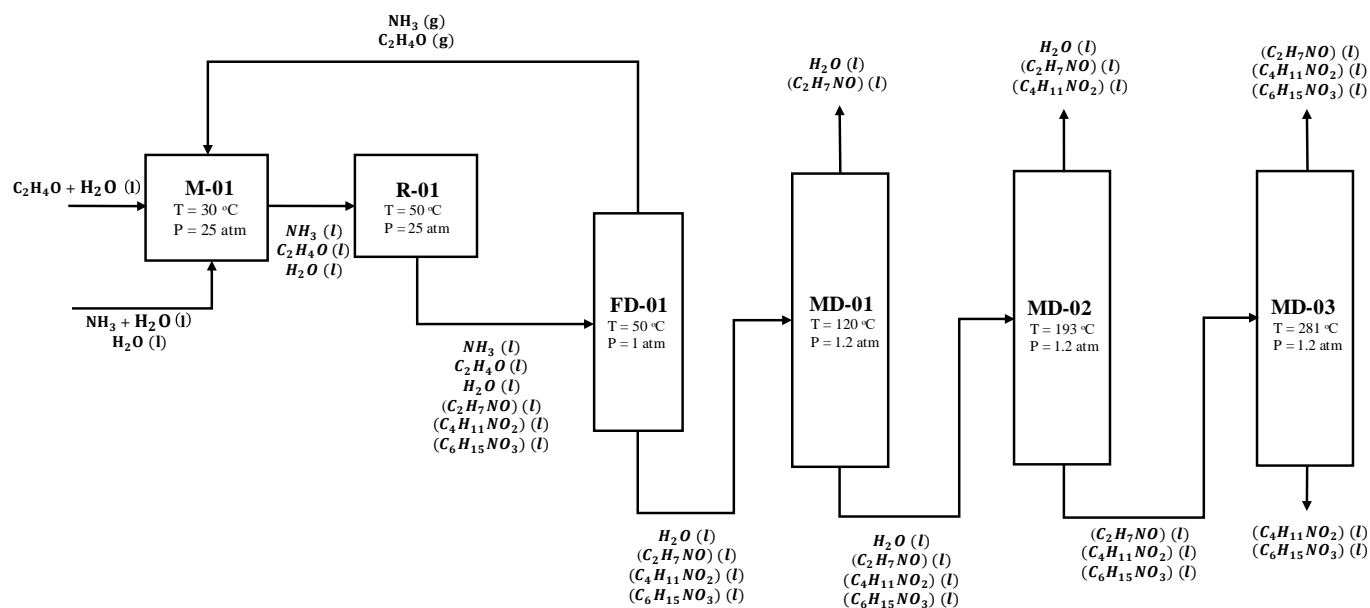 NH₃ (g)
C₂H₄O (g)
C₂H₄O + H₂O (l)
NH₃ + H₂O (l)
H₂O (l)
M-01
T = 30 °C
P = 25 atm
NH₃ (l)
C₂H₄O (l)
H₂O (l)
R-01
T = 50 °C
P = 25 atm
NH₃ (l)
C₂H₄O (l)
H₂O (l)
(C₂H₇NO) (l)
(C₄H₁₁NO₂) (l)
(C₆H₁₅NO₃) (l)
FD-01
T = 50 °C
P = 1 atm
H₂O (l)
(C₂H₇NO) (l)
(C₄H₁₁NO₂) (l)
(C₆H₁₅NO₃) (l)
H₂O (l)
(C₂H₇NO) (l)
MD-01
T = 120 °C
P = 1.2 atm
H₂O (l)
(C₂H₇NO) (l)
(C₄H₁₁NO₂) (l)
(C₆H₁₅NO₃) (l)
H₂O (l)
(C₂H₇NO) (l)
(C₄H₁₁NO₂) (l)
MD-02
T = 193 °C
P = 1.2 atm
(C₂H₇NO) (l)
(C₄H₁₁NO₂) (l)
(C₆H₁₅NO₃) (l)
(C₂H₇NO) (l)
(C₄H₁₁NO₂) (l)
(C₆H₁₅NO₃) (l)
MD-03
T = 281 °C
P = 1.2 atm
(C₄H₁₁NO₂) (l)
(C₆H₁₅NO₃) (l)